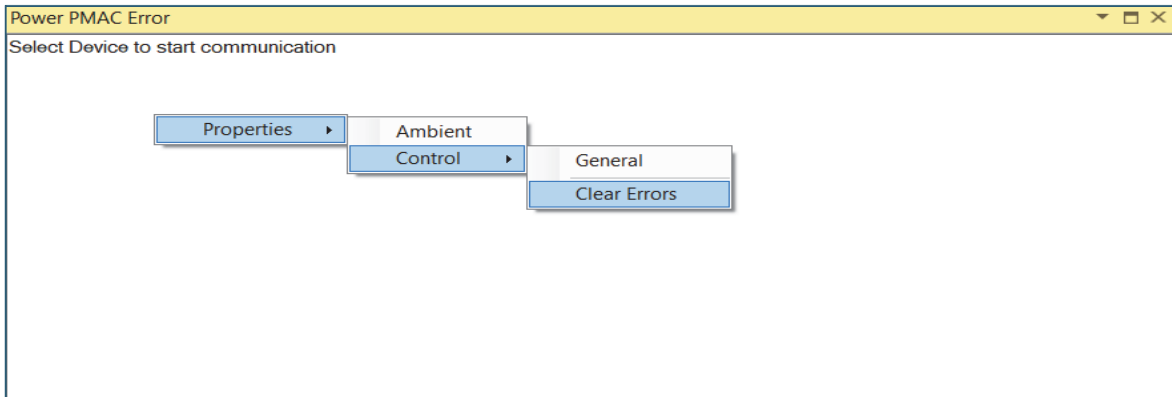 Power PMAC Error
Select Device to start communication
Properties
Ambient
Control
General
Clear Errors